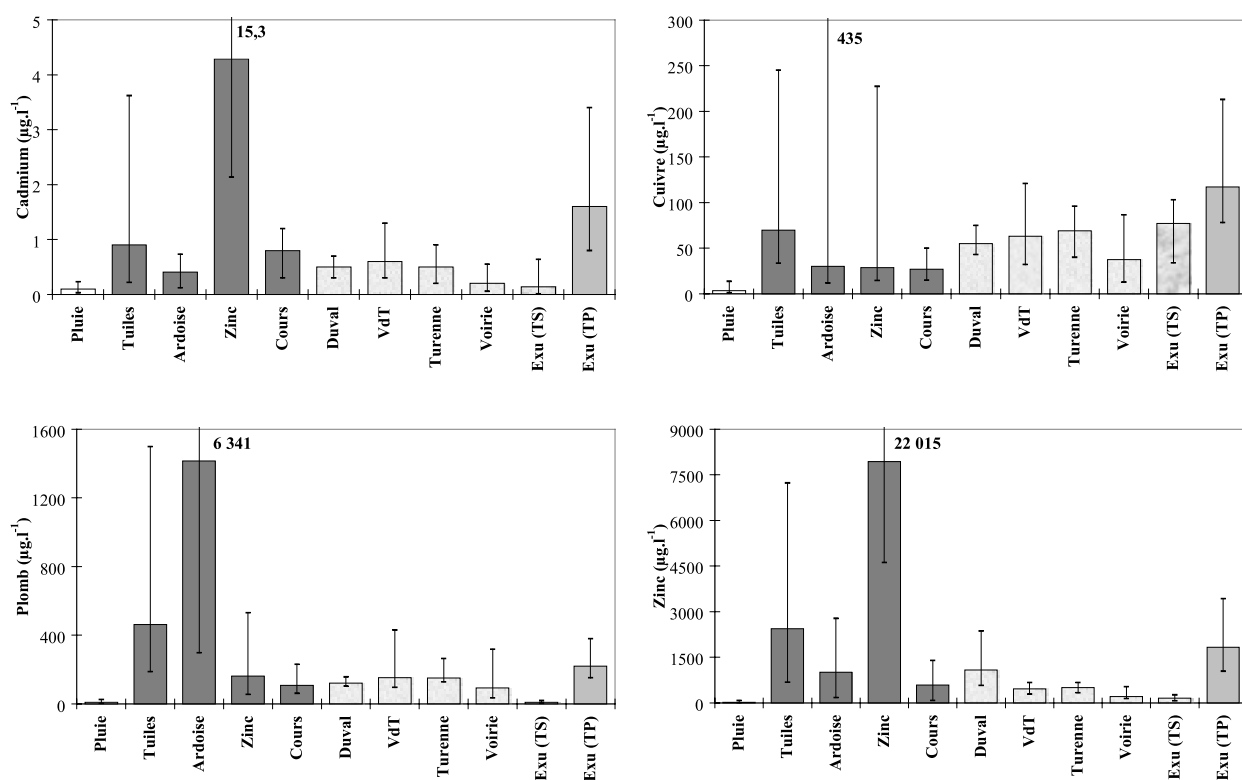 Cadmium (µg.l⁻¹)
5
4
3
2
1
0
15,3
Pluie
Tuiles
Ardoise
Zinc
Cours
Duval
VdT
Turenne
Voirie
Exu (TS)
Exu (TP)
Cuivre (µg.l⁻¹)
300
250
200
150
100
50
0
435
Pluie
Tuiles
Ardoise
Zinc
Cours
Duval
VdT
Turenne
Voirie
Exu (TS)
Exu (TP)
Plomb (µg.l⁻¹)
1600
1200
800
400
0
6 341
Pluie
Tuiles
Ardoise
Zinc
Cours
Duval
VdT
Turenne
Voirie
Exu (TS)
Exu (TP)
Zinc (µg.l⁻¹)
9000
7500
6000
4500
3000
1500
0
22 015
Pluie
Tuiles
Ardoise
Zinc
Cours
Duval
VdT
Turenne
Voirie
Exu (TS)
Exu (TP)